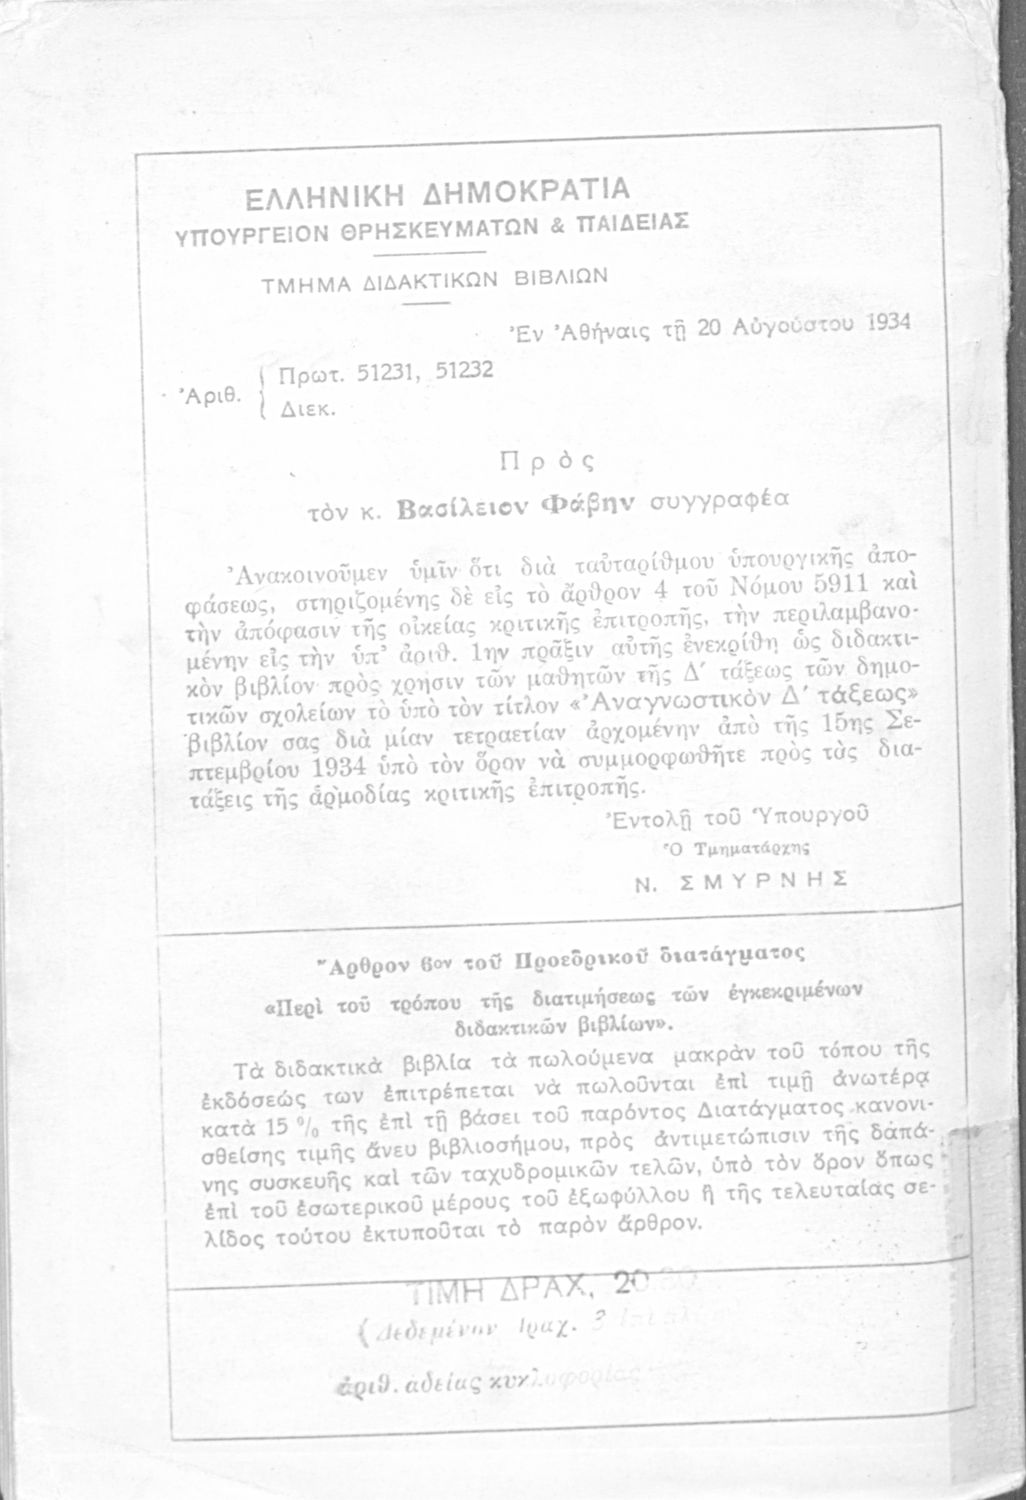 ΕΛΛΗΝΙΚΗ ΔΗΜΟΚΡΑΤΙΑ
ΥΠΟΥΡΓΕΙΟΝ ΘΡΗΣΚΕΥΜΑΤΩΝ & ΠΑΙΔΕΙΑΣ
ΤΜΗΜΑ ΔΙΔΑΚΤΙΚΩΝ ΒΙΒΛΙΩΝ
Ἐν Ἀθήναις τῇ 20 Αὐγούστου 1934
Ἀριθ. { Πρωτ. 51231, 51232
Διεκ.
Πρὸς
τὸν κ. Βασίλειον Φάβην συγγραφέα
Ἀνακοινοῦμεν ὑμῖν ὅτι διὰ ταὐταρίθμου ὑπουργικῆς ἀπο-
φάσεως, στηριζομένης δὲ εἰς τὸ ἄρθρον 4 τοῦ Νόμου 5911 καὶ
τὴν ἀπόφασιν τῆς οἰκείας κριτικῆς ἐπιτροπῆς, τὴν περιλαμβανο-
μένην εἰς τὴν ὑπ' ἀριθ. 1ην πρᾶξιν αὐτῆς ἐνεκρίθη ὡς διδακτι-
κὸν βιβλίον πρὸς χρῆσιν τῶν μαθητῶν τῆς Δ′ τάξεως τῶν δημο-
τικῶν σχολείων τὸ ὑπὸ τὸν τίτλον «Ἀναγνωστικὸν Δ′ τάξεως»
βιβλίον σας διὰ μίαν τετραετίαν ἀρχομένην ἀπὸ τῆς 15ης Σε-
πτεμβρίου 1934 ὑπὸ τὸν ὅρον νὰ συμμορφωθῆτε πρὸς τὰς δια-
τάξεις τῆς ἁρμοδίας κριτικῆς ἐπιτροπῆς.
Ἐντολῇ τοῦ Ὑπουργοῦ
Ὁ Τμηματάρχης
Ν. ΣΜΥΡΝΗΣ
Ἄρθρον 6ον τοῦ Προεδρικοῦ διατάγματος
«Περὶ τοῦ τρόπου τῆς διατιμήσεως τῶν ἐγκεκριμένων
διδακτικῶν βιβλίων».
Τὰ διδακτικὰ βιβλία τὰ πωλούμενα μακρὰν τοῦ τόπου τῆς
ἐκδόσεώς των ἐπιτρέπεται νὰ πωλοῦνται ἐπὶ τιμῇ ἀνωτέρᾳ
κατὰ 15 % τῆς ἐπὶ τῇ βάσει τοῦ παρόντος Διατάγματος κανονι-
σθείσης τιμῆς ἄνευ βιβλιοσήμου, πρὸς ἀντιμετώπισιν τῆς δαπά-
νης συσκευῆς καὶ τῶν ταχυδρομικῶν τελῶν, ὑπὸ τὸν ὅρον ὅπως
ἐπὶ τοῦ ἐσωτερικοῦ μέρους τοῦ ἐξωφύλλου ἢ τῆς τελευταίας σε-
λίδος τούτου ἐκτυποῦται τὸ παρὸν ἄρθρον.
ΤΙΜΗ ΔΡΑΧ. 20
(Δεδεμένον Δραχ. 3
ἀριθ. ἀδείας κυκλοφορίας